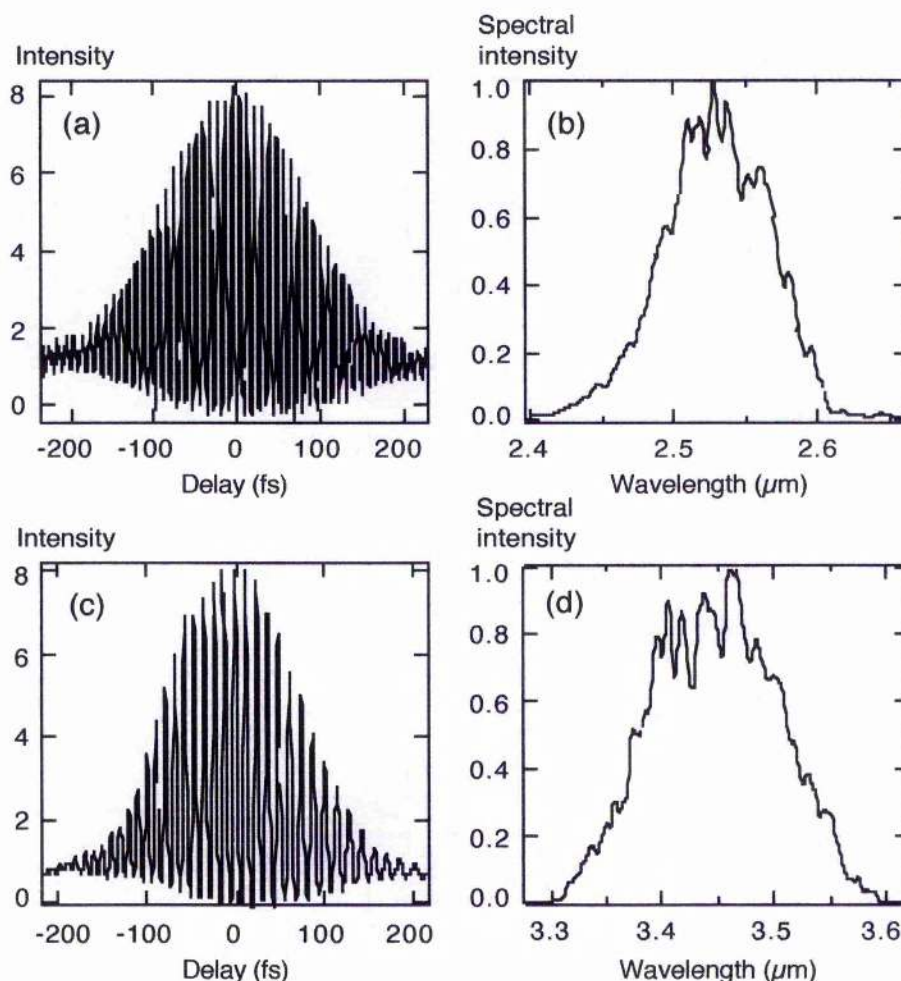 Intensity
(a)
8
6
4
2
0
-200 -100 0 100 200
Delay (fs)
Spectral
intensity
(b)
1.0
0.8
0.6
0.4
0.2
0.0
2.4 2.5 2.6
Wavelength (µm)
Intensity
(c)
8
6
4
2
0
-200 -100 0 100 200
Delay (fs)
Spectral
intensity
(d)
1.0
0.8
0.6
0.4
0.2
0.0
3.3 3.4 3.5 3.6
Wavelength (µm)